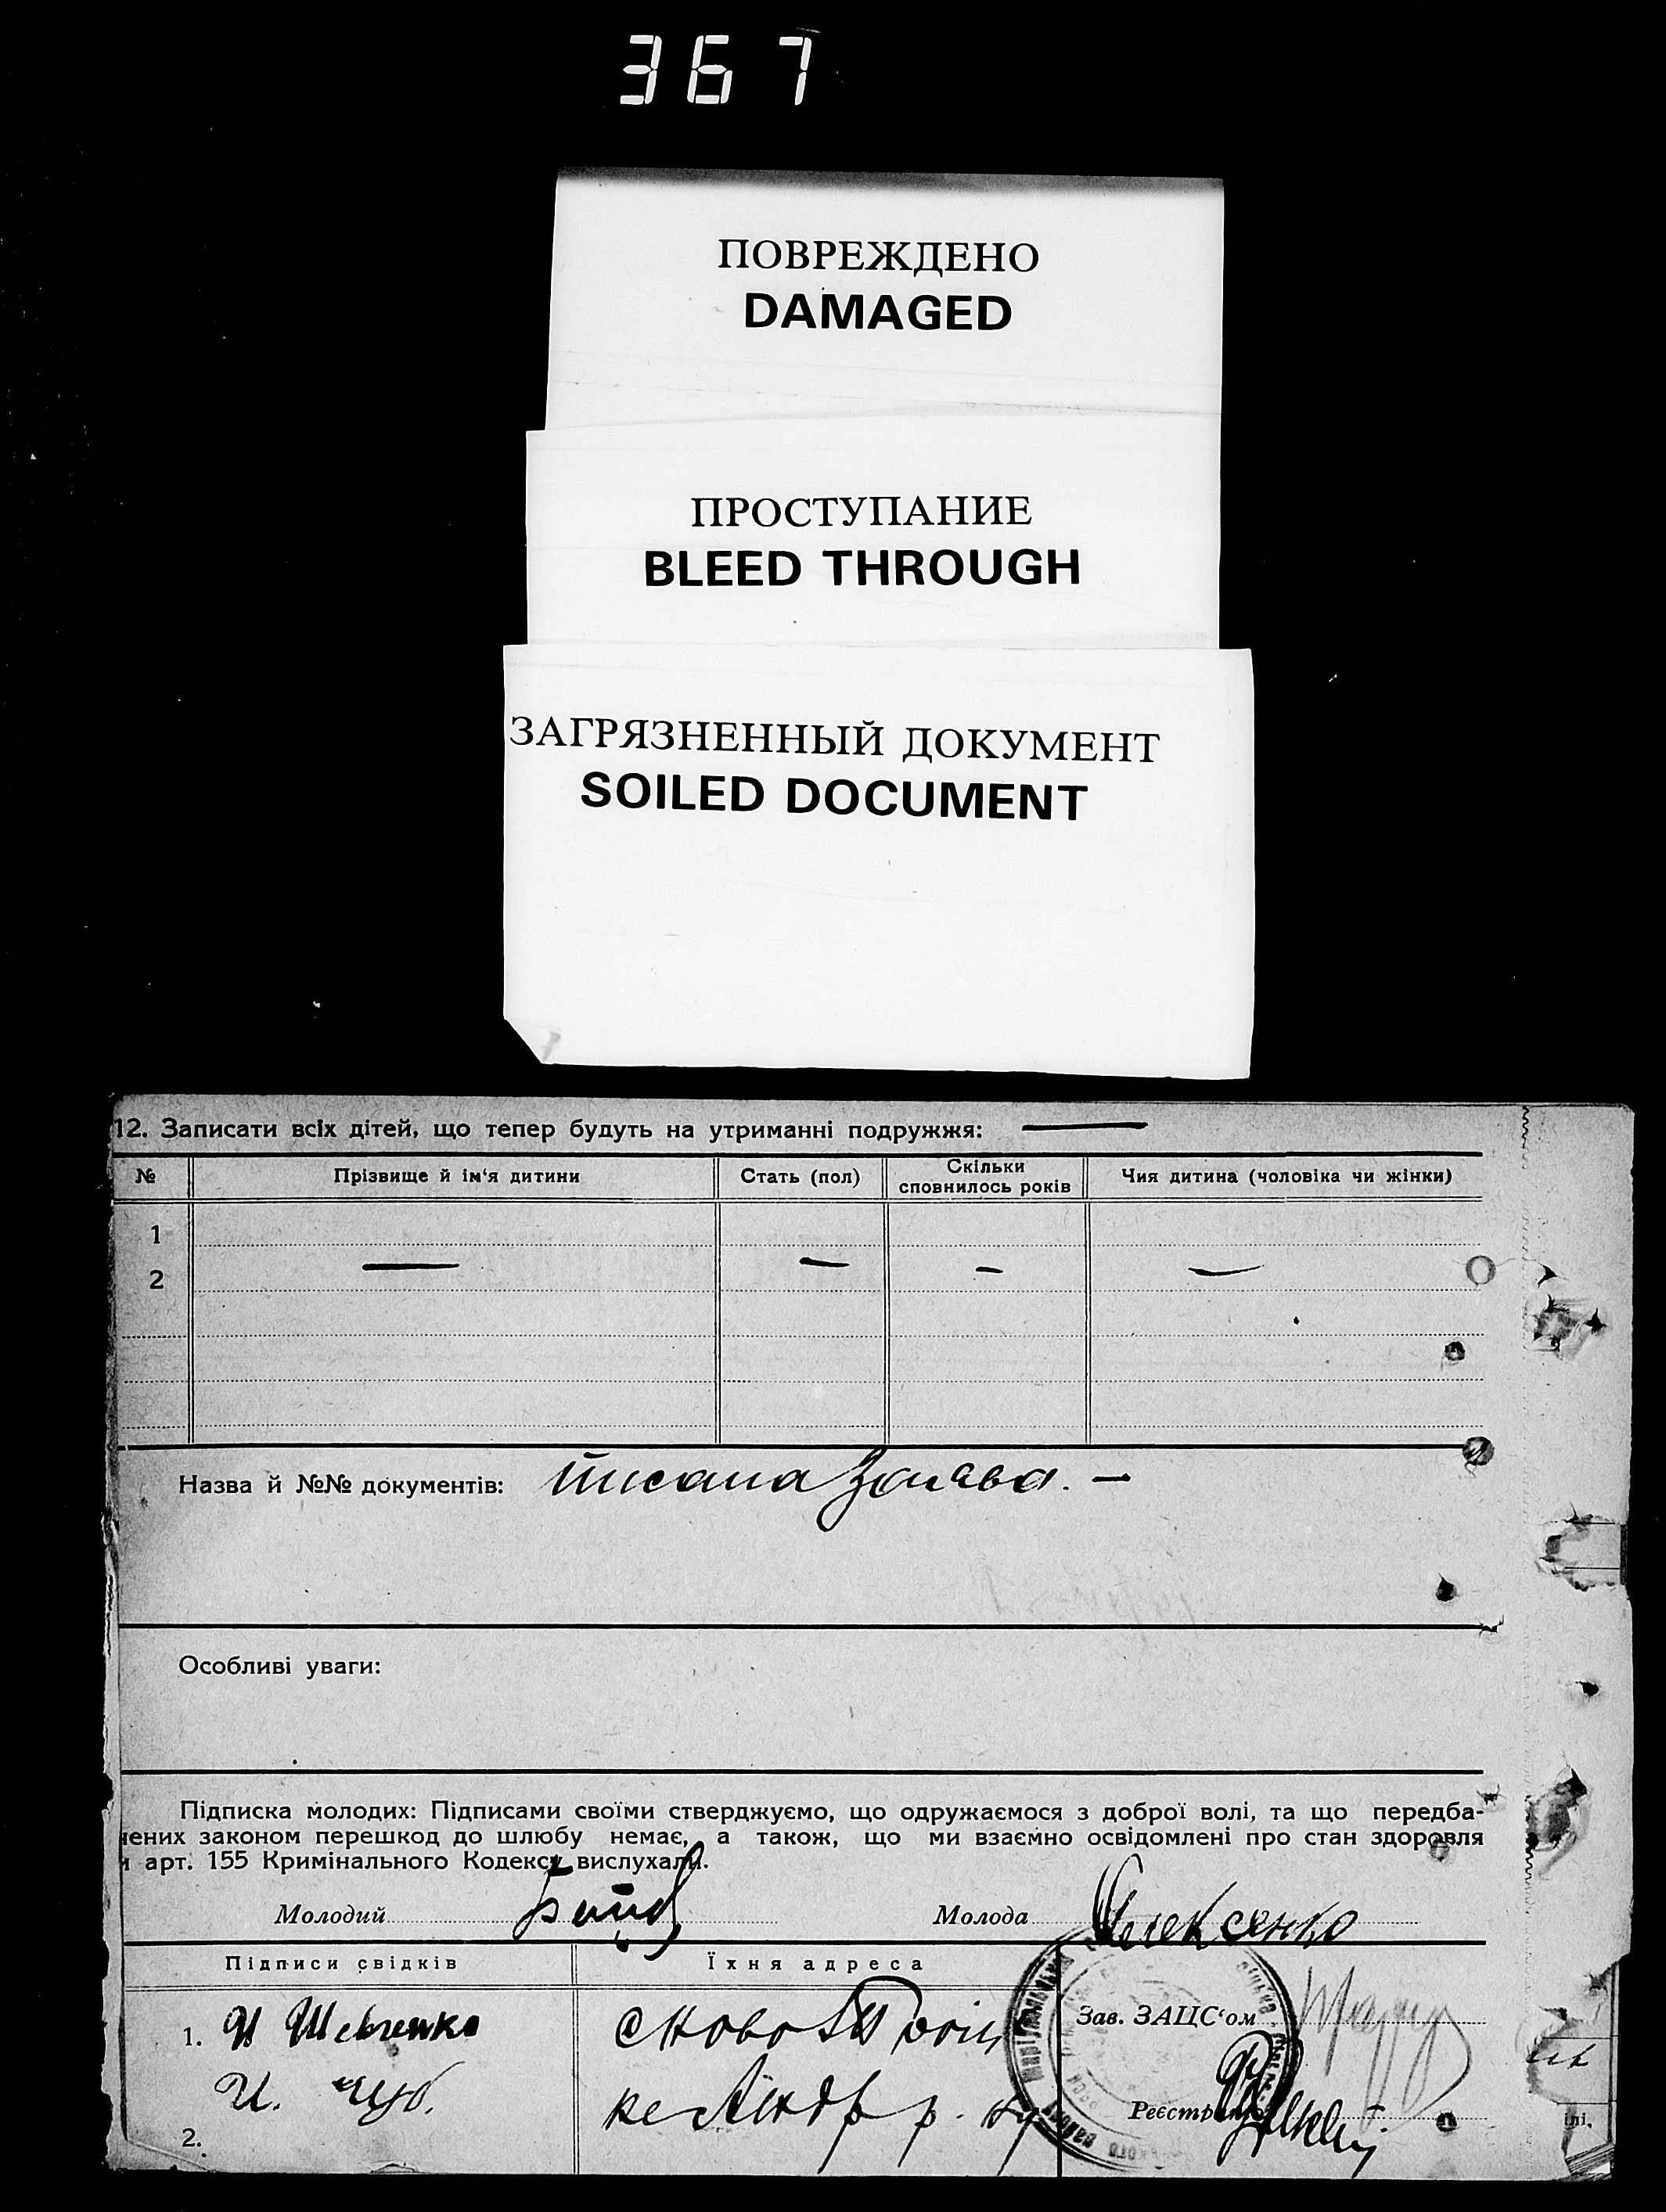 367
ПОВРЕЖДЕНО
DAMAGED
ПРОСТУПАНИЕ
BLEED THROUGH
ЗАГРЯЗНЕННЫЙ ДОКУМЕНТ
SOILED DOCUMENT
12. Записати всіх дітей, що тепер будуть на утриманні подружжя: —
№ Прізвище й ім‘я дитини Стать (пол) Скільки сповнилось років Чия дитина (чоловіка чи жінки)
1
2 — — — —
Назва й №№ документів: писана Заява. —
Особливі уваги:
Підписка молодих: Підписами своїми стверджуємо, що одружаємося з доброї волі, та що передба-
чених законом перешкод до шлюбу немає, а також, що ми взаємно освідомлені про стан здоровля
й арт. 155 Кримінального Кодексу вислухали.
Молодий Молода Олексенко
Підписи свідків Їхня адреса
1. И Шевченко Зав. ЗАЦС‘ом
И.
2. Реєстратор